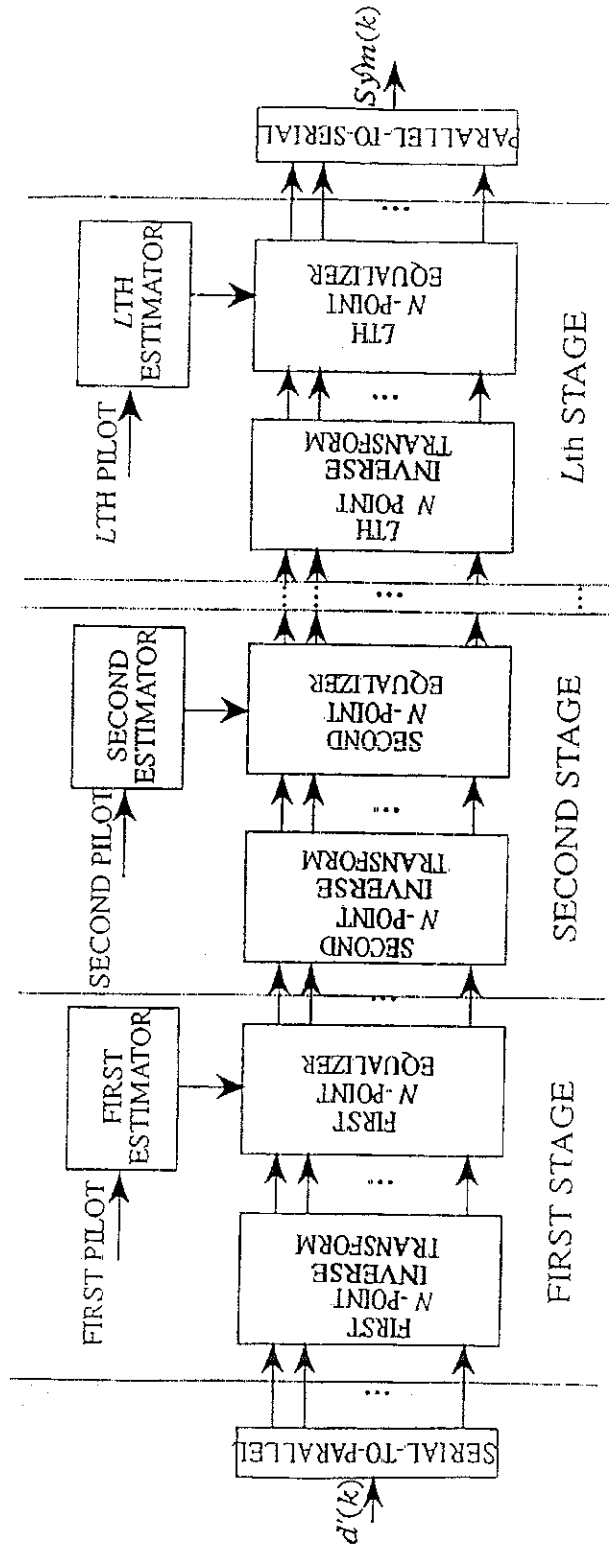 d'(k)
SERIAL-TO-PARALLEL
FIRST
N-POINT
INVERSE
TRANSFORM
FIRST PILOT
FIRST
ESTIMATOR
FIRST
N-POINT
EQUALIZER
FIRST STAGE
SECOND
N-POINT
INVERSE
TRANSFORM
SECOND PILOT
SECOND
ESTIMATOR
SECOND
N-POINT
EQUALIZER
SECOND STAGE
LTH
N POINT
INVERSE
TRANSFORM
LTH PILOT
LTH
ESTIMATOR
LTH
N-POINT
EQUALIZER
Lth STAGE
PARALLEL-TO-SERIAL
Sŷm(k)